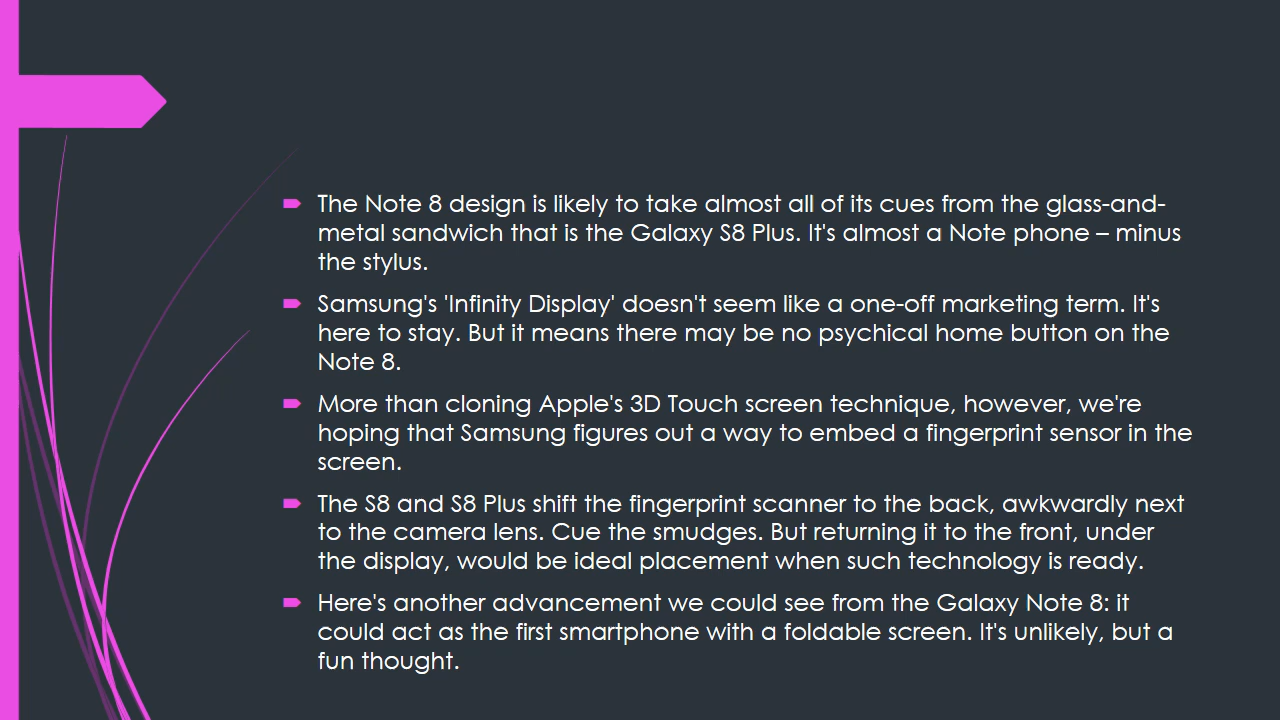 The Note 8 design is likely to take almost all of its cues from the glass-and-
metal sandwich that is the Galaxy S8 Plus. It's almost a Note phone – minus
the stylus.
Samsung's 'Infinity Display' doesn't seem like a one-off marketing term. It's
here to stay. But it means there may be no psychical home button on the
Note 8.
More than cloning Apple's 3D Touch screen technique, however, we're
hoping that Samsung figures out a way to embed a fingerprint sensor in the
screen.
The S8 and S8 Plus shift the fingerprint scanner to the back, awkwardly next
to the camera lens. Cue the smudges. But returning it to the front, under
the display, would be ideal placement when such technology is ready.
Here's another advancement we could see from the Galaxy Note 8: it
could act as the first smartphone with a foldable screen. It's unlikely, but a
fun thought.